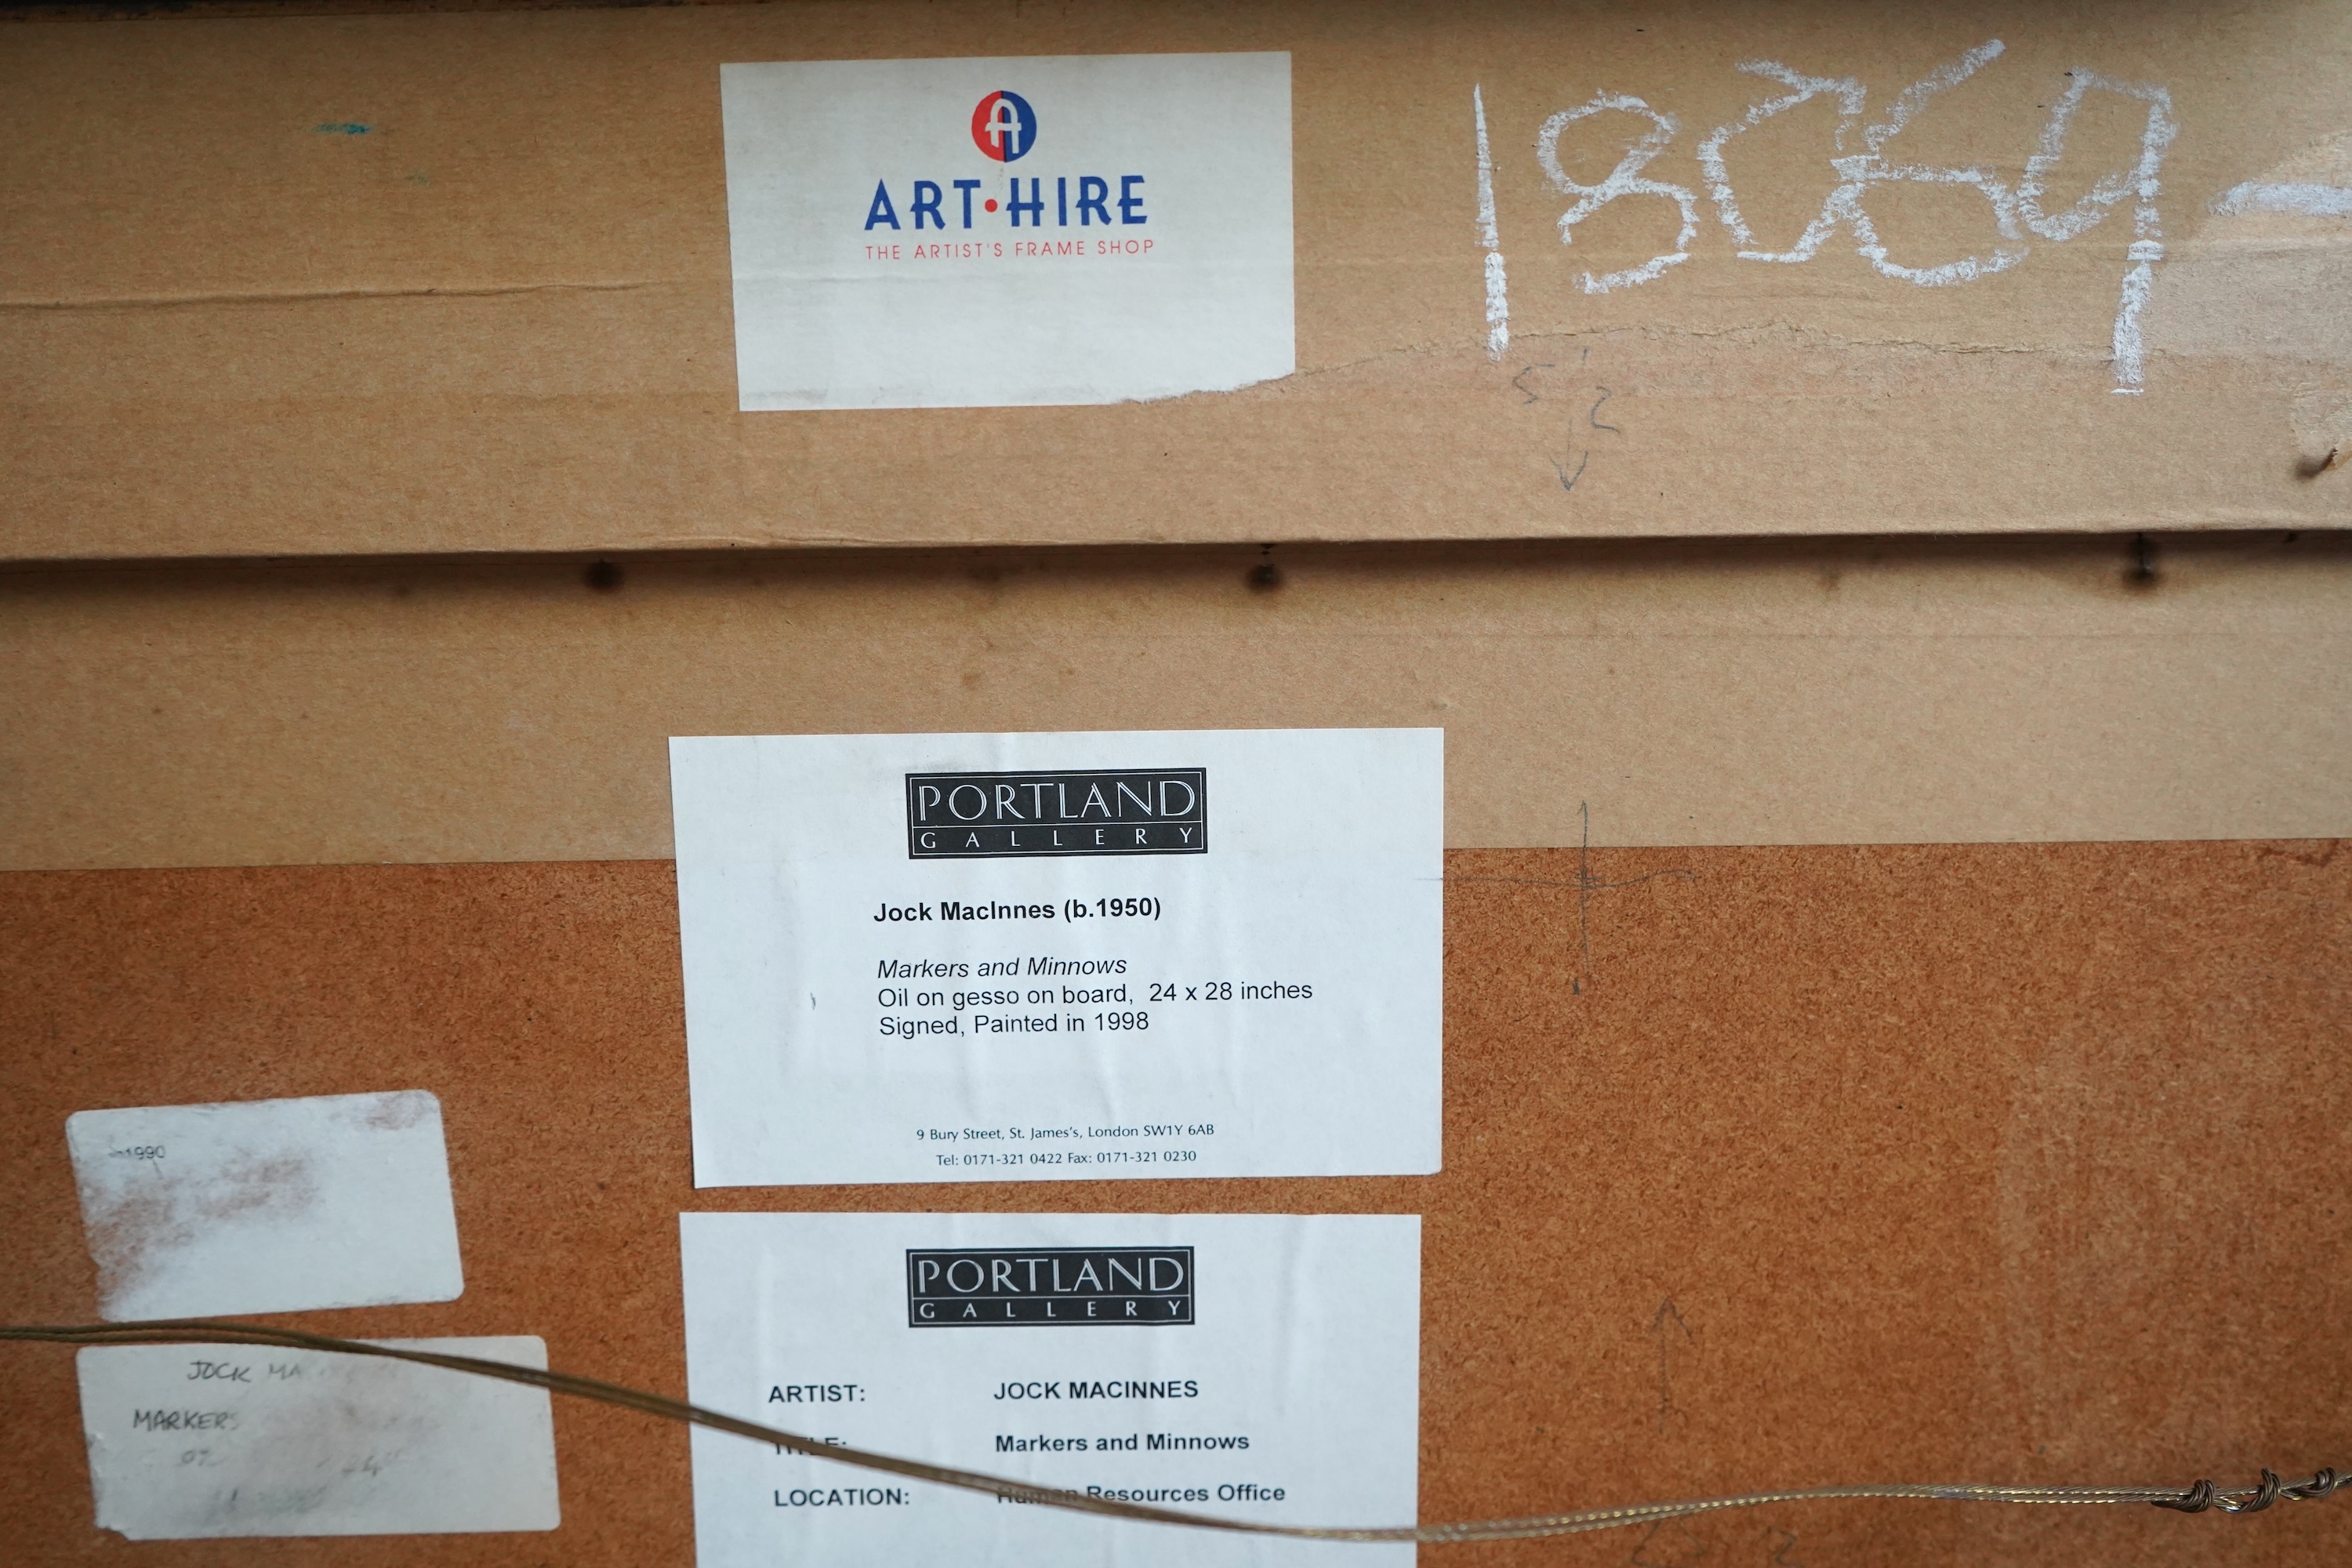 A
ART·HIRE
THE ARTIST'S FRAME SHOP
18069
PORTLAND
GALLERY
Jock MacInnes (b.1950)
Markers and Minnows
Oil on gesso on board, 24 x 28 inches
Signed, Painted in 1998
9 Bury Street, St. James's, London SW1Y 6AB
Tel: 0171-321 0422 Fax: 0171-321 0230
1990
JOCK MA
MARKERS
PORTLAND
GALLERY
ARTIST: JOCK MACINNES
TITLE: Markers and Minnows
LOCATION: Human Resources Office